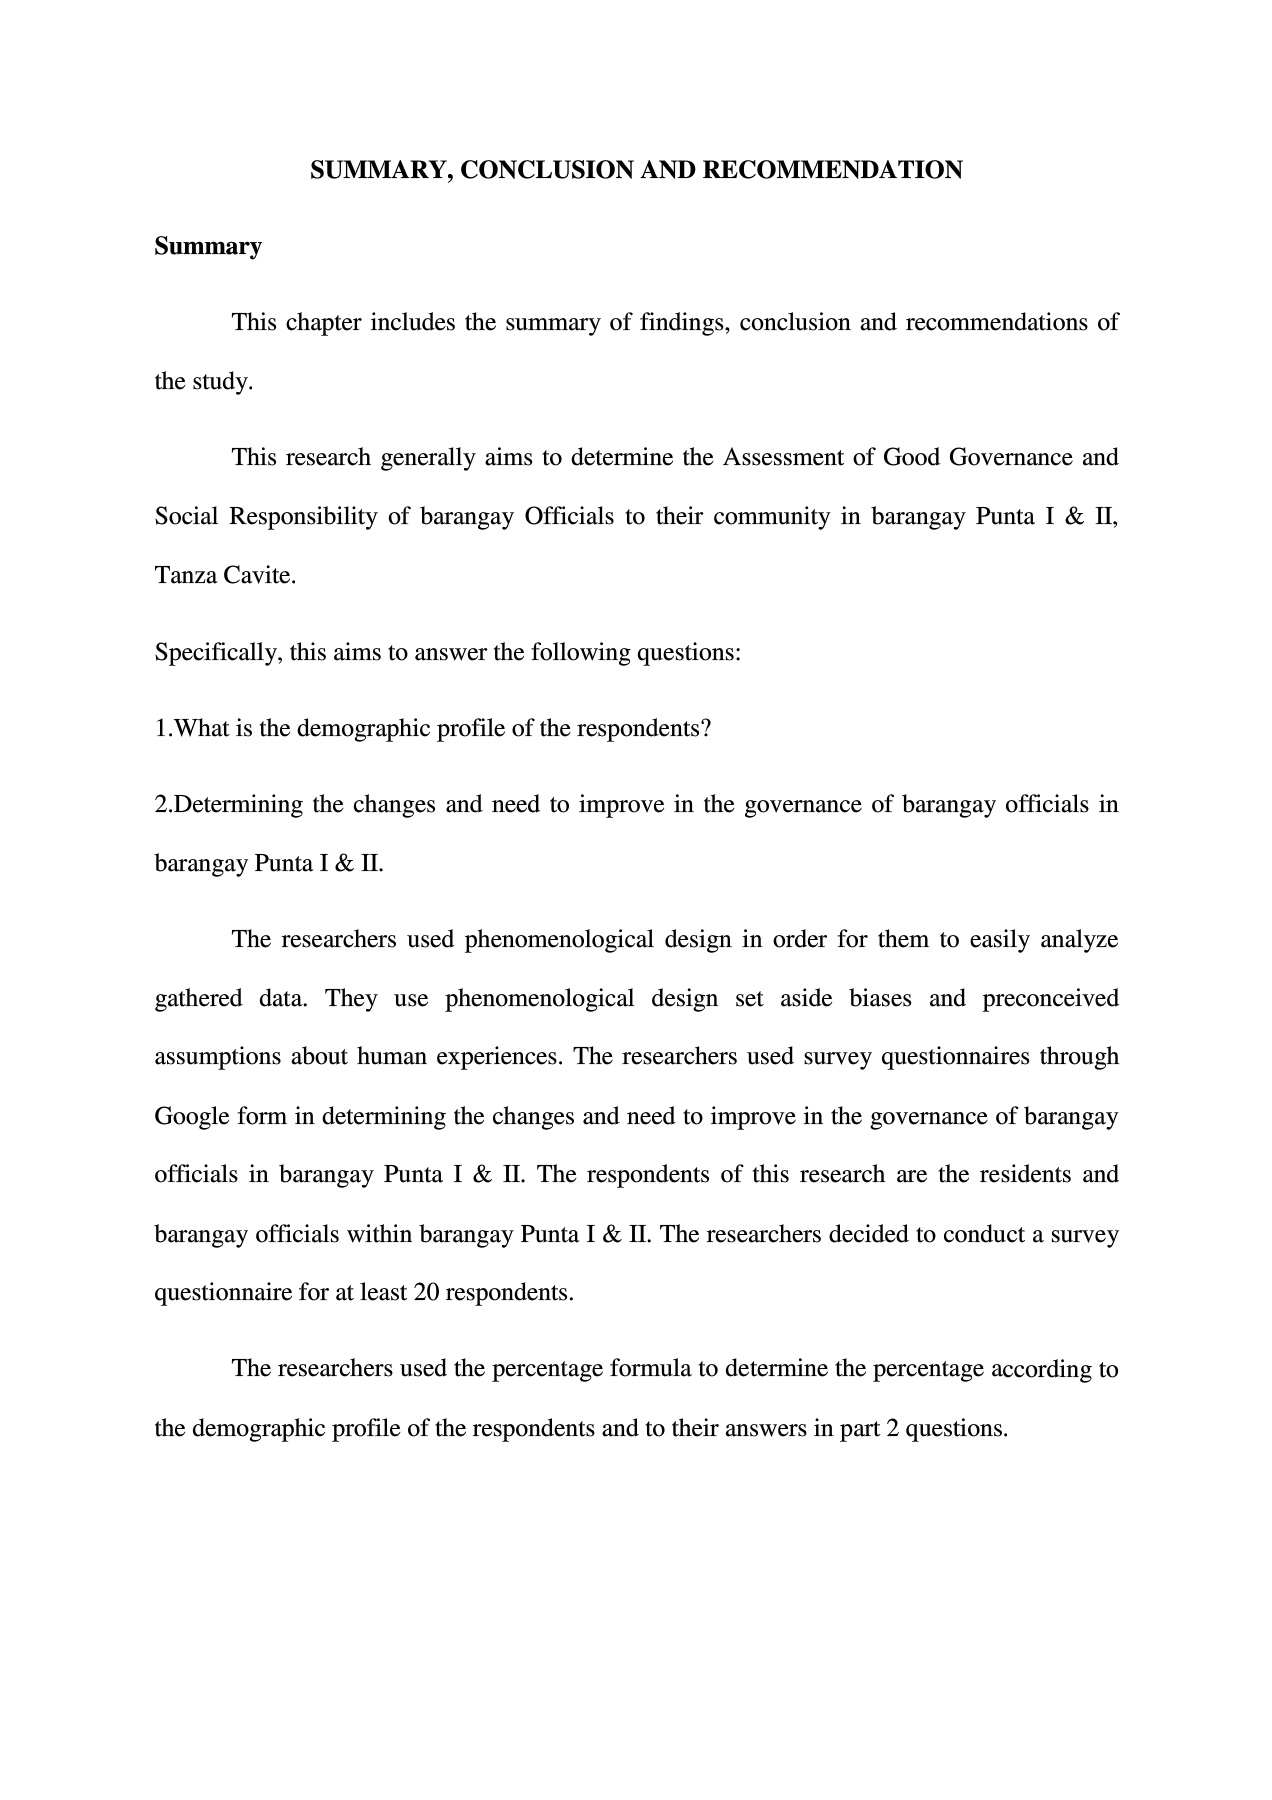 SUMMARY, CONCLUSION AND RECOMMENDATION
Summary
This chapter includes the summary of findings, conclusion and recommendations of
the study.
This research generally aims to determine the Assessment of Good Governance and
Social Responsibility of barangay Officials to their community in barangay Punta I & II,
Tanza Cavite.
Specifically, this aims to answer the following questions:
1.What is the demographic profile of the respondents?
2.Determining the changes and need to improve in the governance of barangay officials in
barangay Punta I & II.
The researchers used phenomenological design in order for them to easily analyze
gathered data. They use phenomenological design set aside biases and preconceived
assumptions about human experiences. The researchers used survey questionnaires through
Google form in determining the changes and need to improve in the governance of barangay
officials in barangay Punta I & II. The respondents of this research are the residents and
barangay officials within barangay Punta I & II. The researchers decided to conduct a survey
questionnaire for at least 20 respondents.
The researchers used the percentage formula to determine the percentage according to
the demographic profile of the respondents and to their answers in part 2 questions.